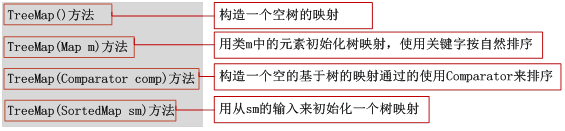 TreeMap()方法
构造一个空树的映射
TreeMap(Map m)方法
用类m中的元素初始化树映射，使用关键字按自然排序
TreeMap(Comparator comp)方法
构造一个空的基于树的映射通过的使用Comparator来排序
TreeMap(SortedMap sm)方法
用从sm的输入来初始化一个树映射